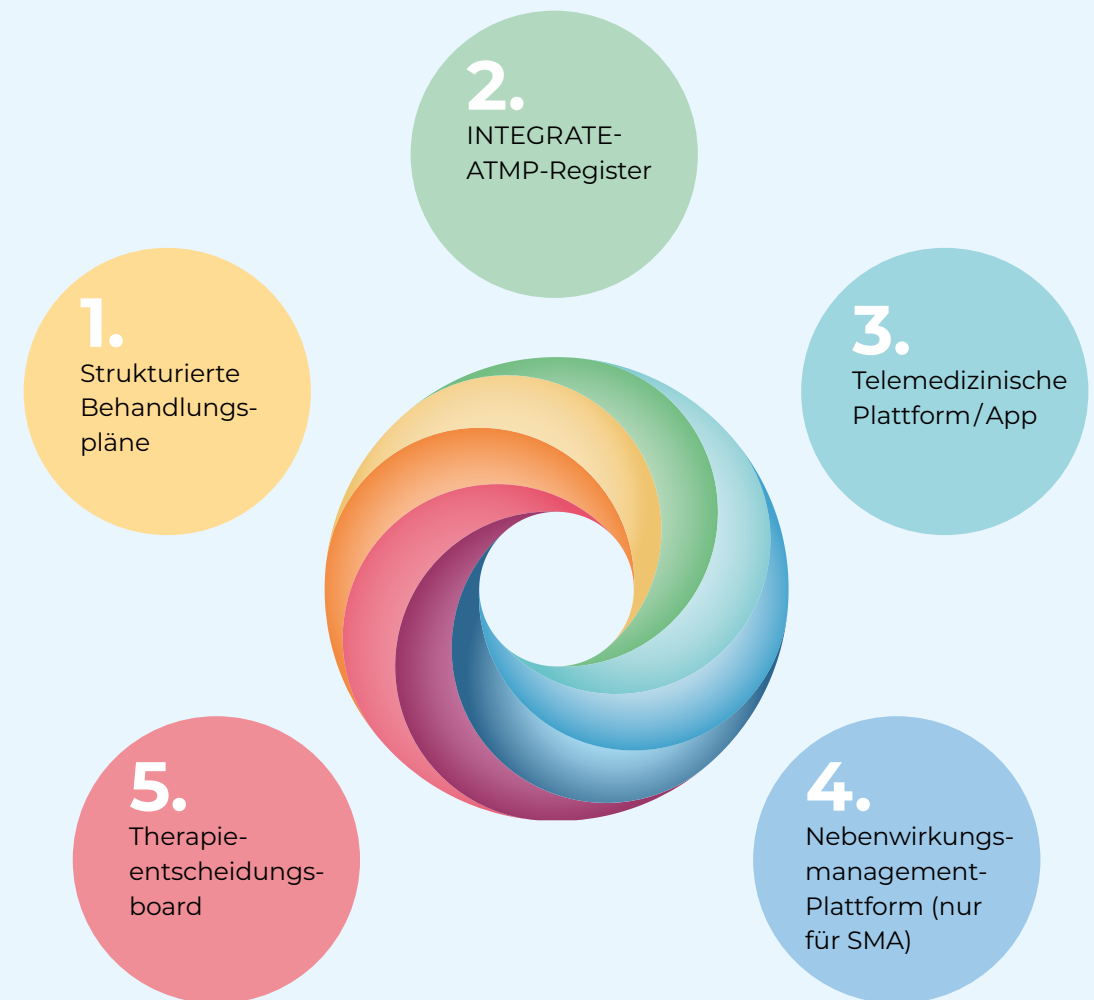 1.
Strukturierte
Behandlungs-
pläne
2.
INTEGRATE-
ATMP-Register
3.
Telemedizinische
Plattform/App
4.
Nebenwirkungs-
management-
Plattform (nur
für SMA)
5.
Therapie-
entscheidungs-
board